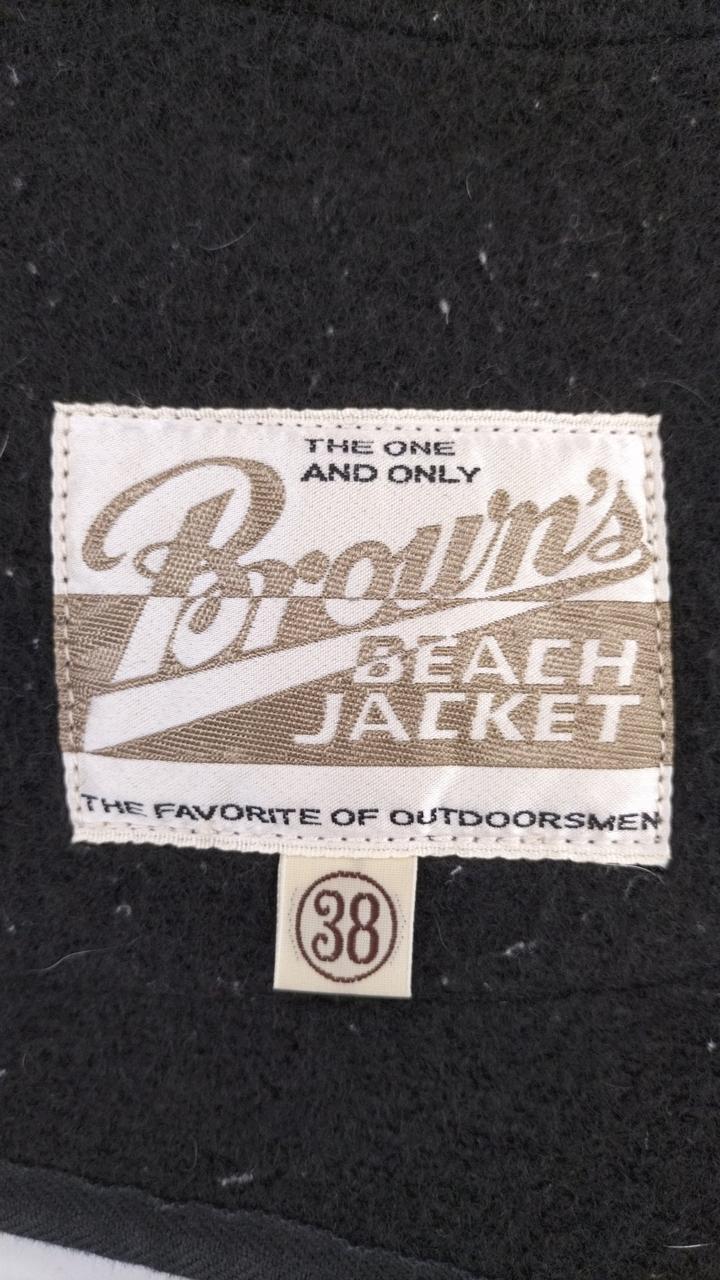 THE ONE
AND ONLY
Brown's
BEACH
JACKET
THE FAVORITE OF OUTDOORSMEN
38